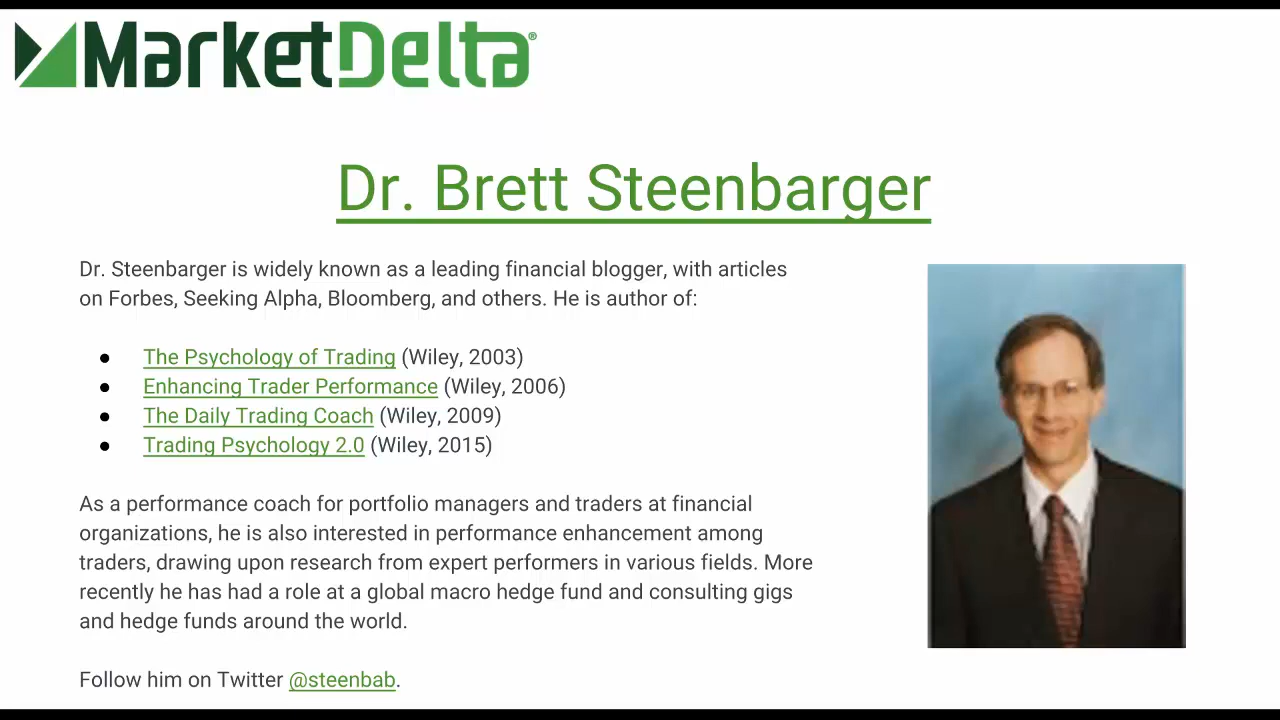 MarketDelta®
Dr. Brett Steenbarger
Dr. Steenbarger is widely known as a leading financial blogger, with articles
on Forbes, Seeking Alpha, Bloomberg, and others. He is author of:
● The Psychology of Trading (Wiley, 2003)
● Enhancing Trader Performance (Wiley, 2006)
● The Daily Trading Coach (Wiley, 2009)
● Trading Psychology 2.0 (Wiley, 2015)
As a performance coach for portfolio managers and traders at financial
organizations, he is also interested in performance enhancement among
traders, drawing upon research from expert performers in various fields. More
recently he has had a role at a global macro hedge fund and consulting gigs
and hedge funds around the world.
Follow him on Twitter @steenbab.